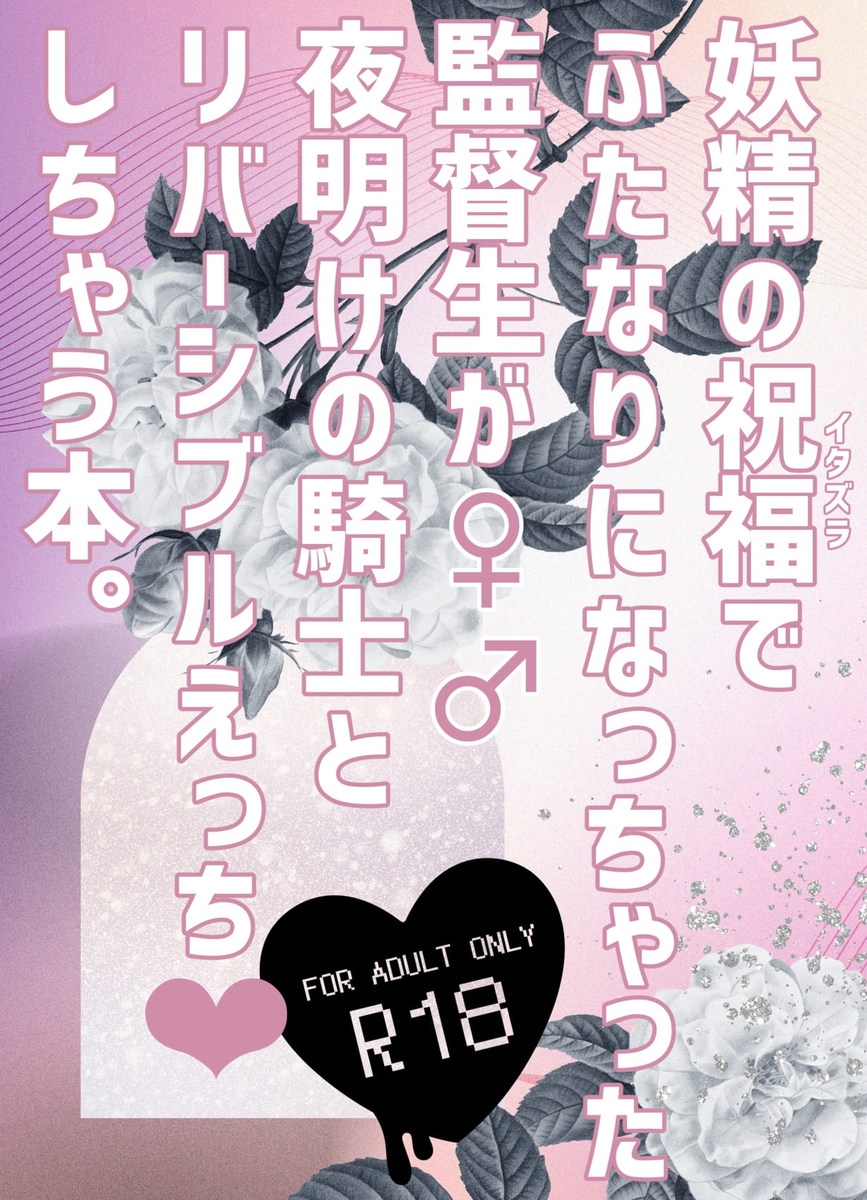 妖精の祝福で
イタズラ
ふたなりになっちゃった
監督生が♀♂
夜明けの騎士と
リバーシブルえっち
しちゃう本。
FOR ADULT ONLY
R18